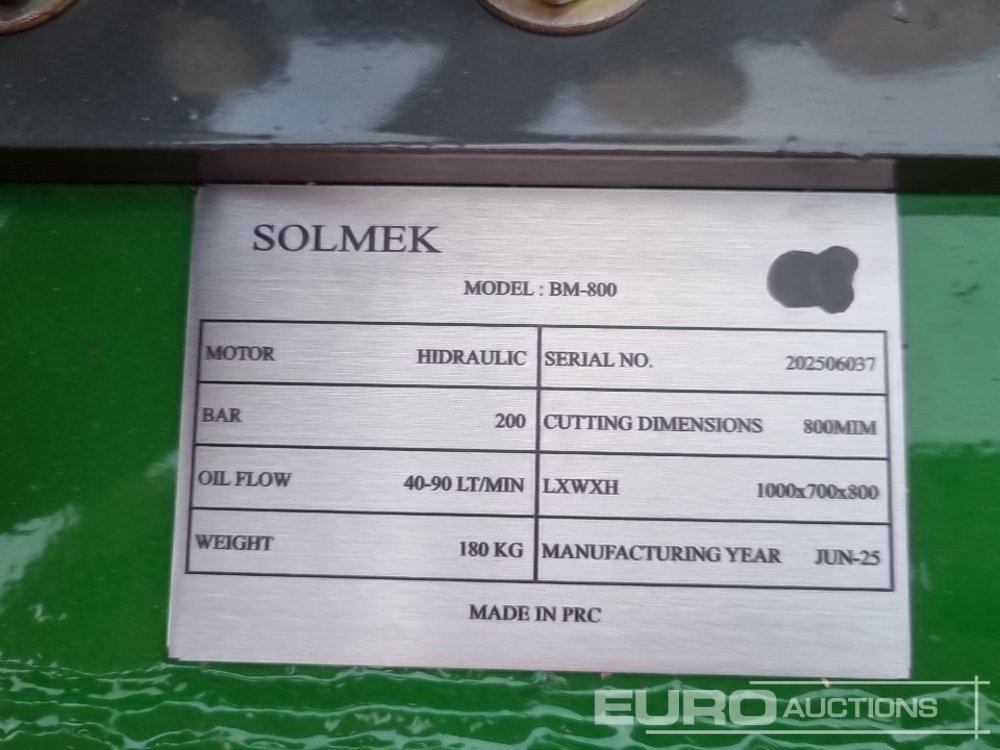 SOLMEK
MODEL : BM-800
MOTOR HIDRAULIC SERIAL NO. 202506037
BAR 200 CUTTING DIMENSIONS 800MIM
OIL FLOW 40-90 LT/MIN LXWXH 1000x700x800
WEIGHT 180 KG MANUFACTURING YEAR JUN-25
MADE IN PRC
EURO AUCTIONS